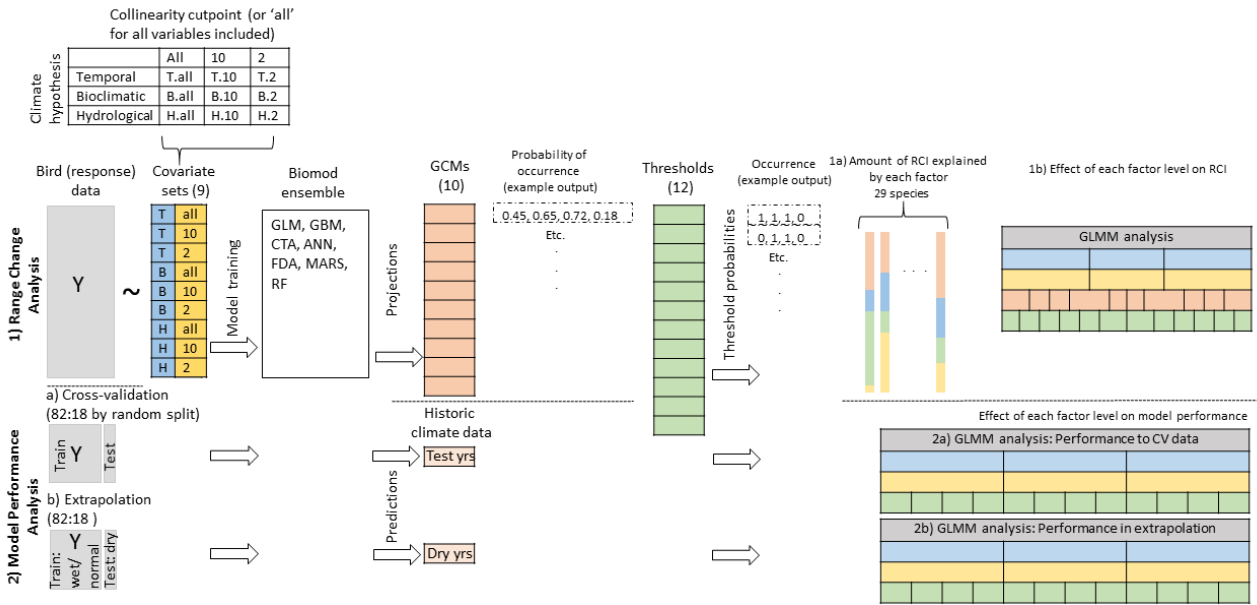 Collinearity cutpoint (or ‘all’
for all variables included)
Climate
hypothesis
All 10 2
Temporal T.all T.10 T.2
Bioclimatic B.all B.10 B.2
Hydrological H.all H.10 H.2
1) Range Change
Analysis
Bird (response)
data
Y
~
Covariate
sets (9)
T all
T 10
T 2
B all
B 10
B 2
H all
H 10
H 2
Model training
Biomod
ensemble
GLM, GBM,
CTA, ANN,
FDA, MARS,
RF
Projections
GCMs
(10)
Probability of
occurrence
(example output)
0.45, 0.65, 0.72, 0.18
Etc.
.
.
.
Thresholds
(12)
Threshold probabilities
Occurrence
(example output)
1, 1, 1, 0
0, 1, 1, 0
Etc.
.
.
.
1a) Amount of RCI explained
by each factor
29 species
. . .
1b) Effect of each factor level on RCI
GLMM analysis
2) Model Performance
Analysis
a) Cross-validation
(82:18 by random split)
Train
Y
Test
b) Extrapolation
(82:18 )
Train:
wet/
normal
Y
Test: dry
Predictions
Historic
climate data
Test yrs
Dry yrs
Effect of each factor level on model performance
2a) GLMM analysis: Performance to CV data
2b) GLMM analysis: Performance in extrapolation